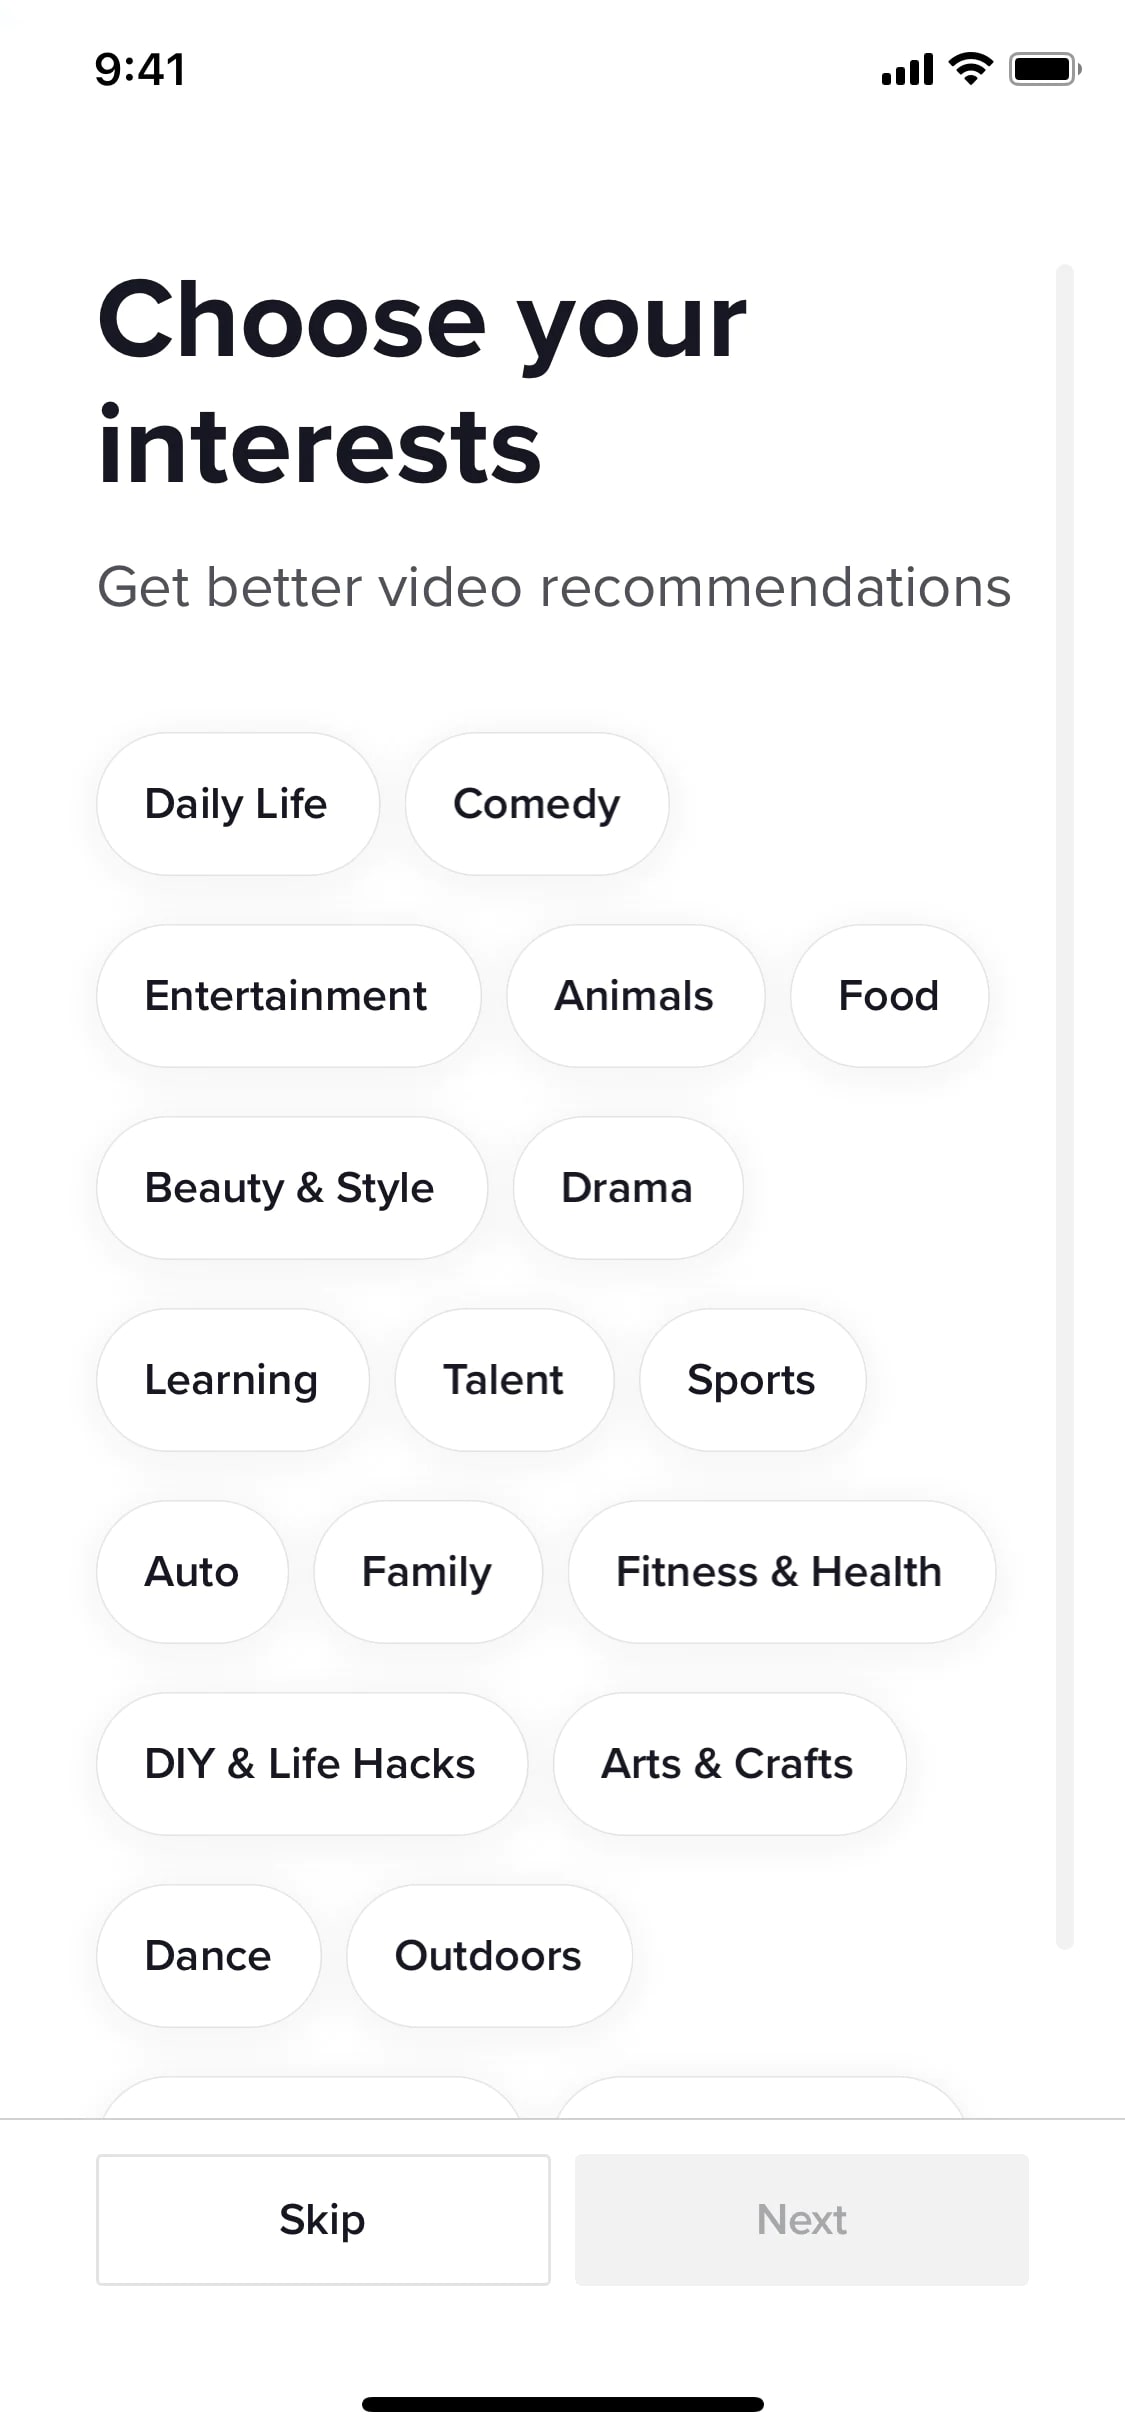 9:41
Choose your
interests
Get better video recommendations
Daily Life Comedy
Entertainment Animals Food
Beauty & Style Drama
Learning Talent Sports
Auto Family Fitness & Health
DIY & Life Hacks Arts & Crafts
Dance Outdoors
Skip Next